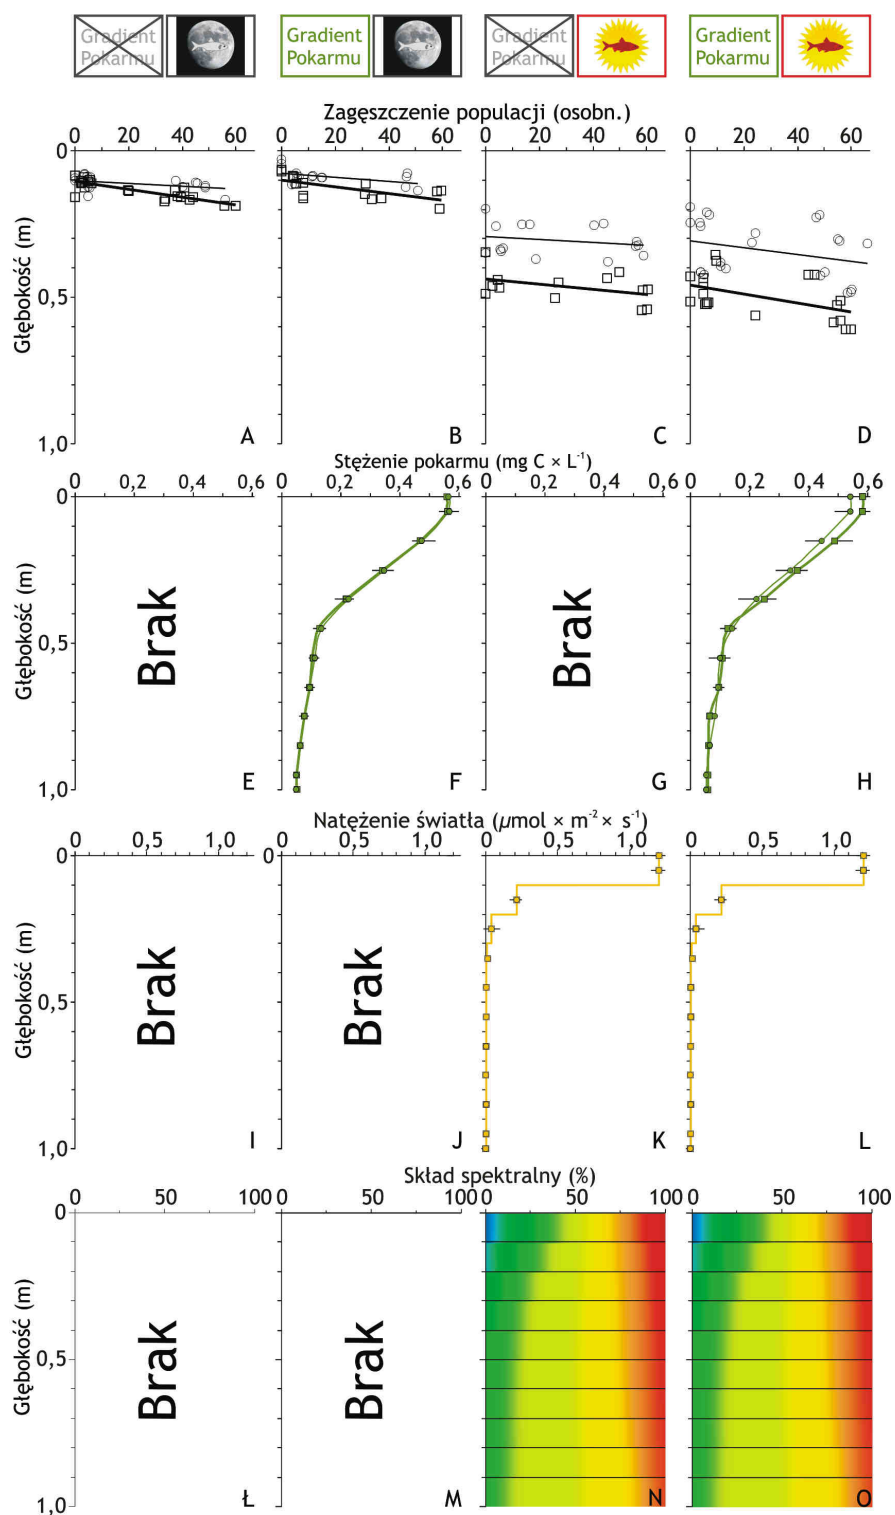 Gradient Gradient Gradient Gradient
Pokarmu Pokarmu Pokarmu Pokarmu
Zagęszczenie populacji (osobn.)
0 20 40 60 0 20 40 60 0 20 40 60 0 20 40 60
0
0,5
1,0
Głębokość (m)
A B C D
Stężenie pokarmu (mg C × L⁻¹)
0 0,2 0,4 0,6 0 0,2 0,4 0,6 0 0,2 0,4 0,6 0 0,2 0,4 0,6
0
0,5
1,0
Głębokość (m)
Brak Brak
E F G H
Natężenie światła (µmol × m⁻² × s⁻¹)
0 0,5 1,0 0 0,5 1,0 0 0,5 1,0 0 0,5 1,0
0
0,5
1,0
Głębokość (m)
Brak Brak
I J K L
Skład spektralny (%)
0 50 100 0 50 100 0 50 100 0 50 100
0
0,5
1,0
Głębokość (m)
Brak Brak
Ł M N O